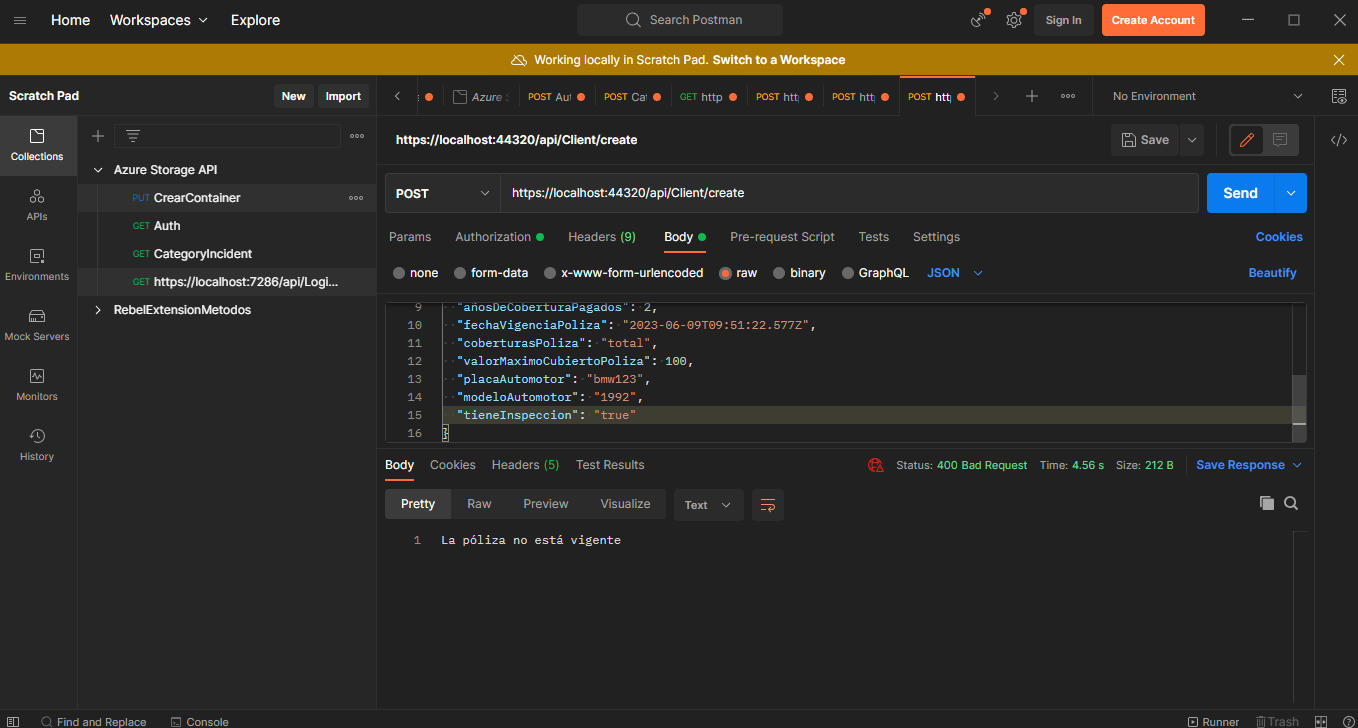 Home Workspaces Explore
Search Postman
Sign In
Create Account
Working locally in Scratch Pad. Switch to a Workspace
Scratch Pad
New Import
Azure
POST Aut
POST Cat
GET http
POST htt
POST htt
POST htt
No Environment
Collections
APIs
Environments
Mock Servers
Monitors
History
Azure Storage API
PUT CrearContainer
GET Auth
GET CategoryIncident
GET https://localhost:7286/api/Logi...
RebelExtensionMetodos
https://localhost:44320/api/Client/create
Save
POST https://localhost:44320/api/Client/create
Send
Params Authorization Headers (9) Body Pre-request Script Tests Settings Cookies
none form-data x-www-form-urlencoded raw binary GraphQL JSON Beautify
9 "añosDeCoberturaPagados": 2,
10 "fechaVigenciaPoliza": "2023-06-09T09:51:22.577Z",
11 "coberturasPoliza": "total",
12 "valorMaximoCubiertoPoliza": 100,
13 "placaAutomotor": "bmw123",
14 "modeloAutomotor": "1992",
15 "tieneInspeccion": "true"
16 }
Body Cookies Headers (5) Test Results
Status: 400 Bad Request Time: 4.56 s Size: 212 B Save Response
Pretty Raw Preview Visualize Text
1 La póliza no está vigente
Find and Replace Console
Runner Trash